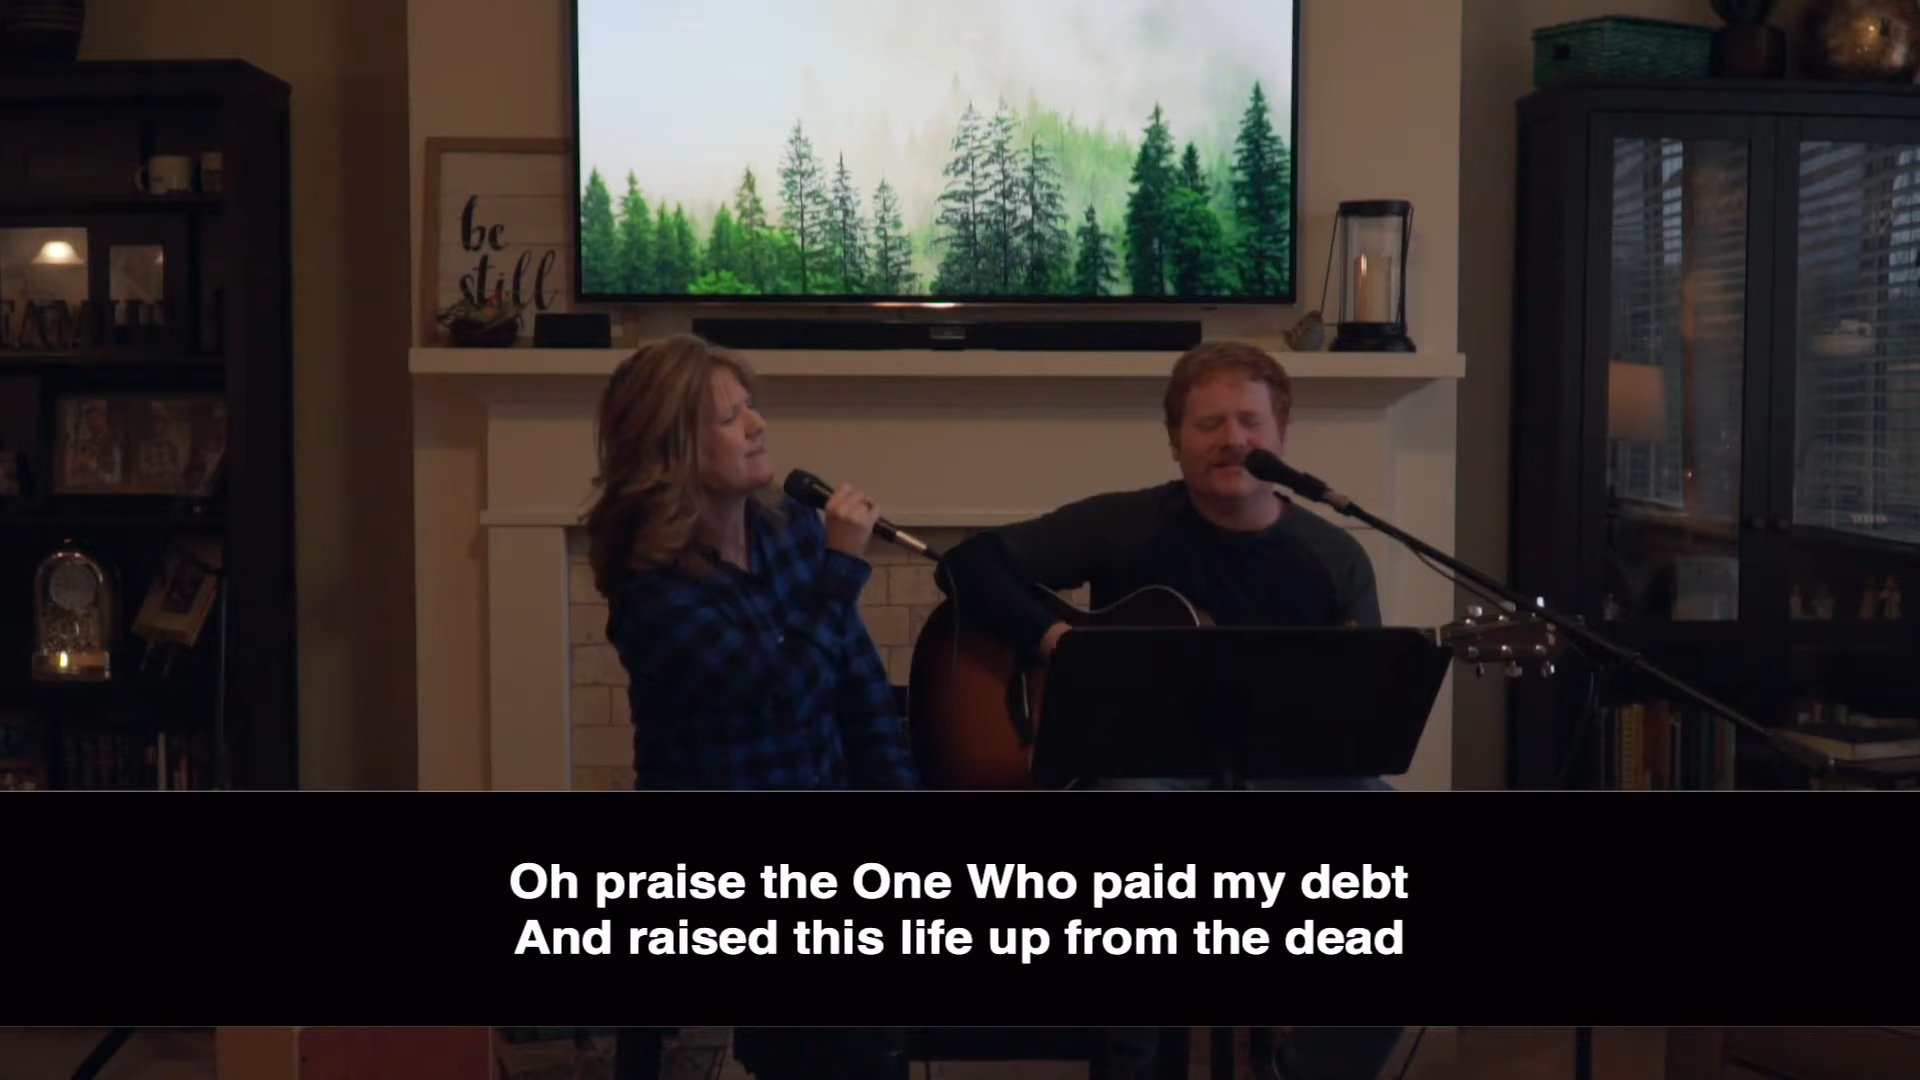 be
still
Oh praise the One Who paid my debt
And raised this life up from the dead